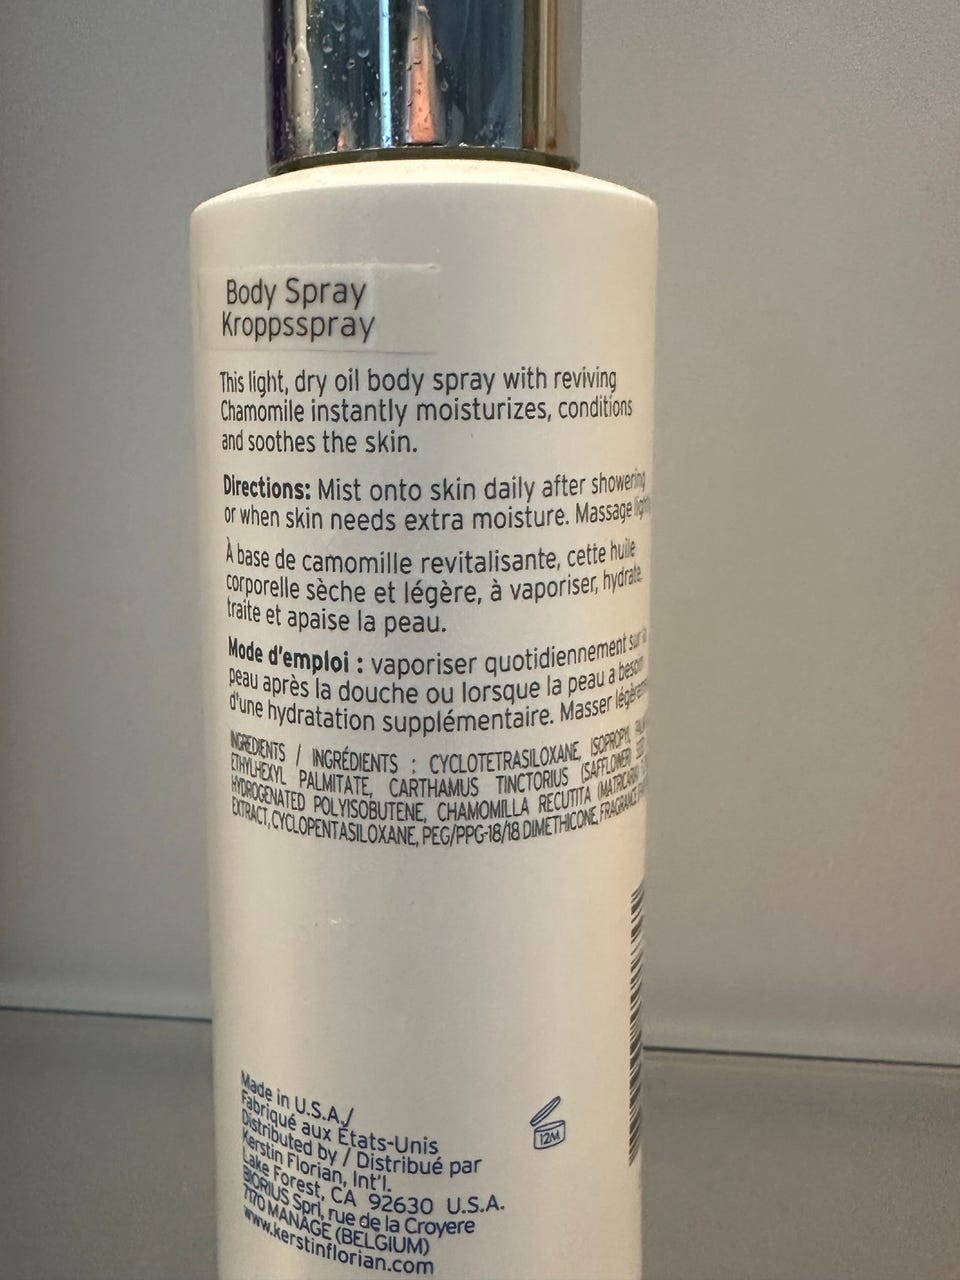 Body Spray
Kroppsspray
This light, dry oil body spray with reviving
Chamomile instantly moisturizes, conditions
and soothes the skin.
Directions: Mist onto skin daily after showering
or when skin needs extra moisture. Massage
À base de camomille revitalisante, cette huile
corporelle sèche et légère, à vaporiser, hydrate,
traite et apaise la peau.
Mode d'emploi : vaporiser quotidiennement sur la
peau après la douche ou lorsque la peau a besoin
d'une hydratation supplémentaire. Masser
INGREDIENTS / INGRÉDIENTS : CYCLOTETRASILOXANE, ISOPROPYL
ETHYLHEXYL PALMITATE, CARTHAMUS TINCTORIUS (SAFFLOWER)
HYDROGENATED POLYISOBUTENE, CHAMOMILLA RECUTITA
EXTRACT, CYCLOPENTASILOXANE, PEG/PPG-18/18 DIMETHICONE, FRAGRANCE
Made in U.S.A./
Fabriqué aux États-Unis
Distributed by / Distribué par
Kerstin Florian, Int'l.
Lake Forest, CA 92630 U.S.A.
BIORIUS Sprl, rue de la Croyere
7170 MANAGE (BELGIUM)
www.kerstinflorian.com
12M